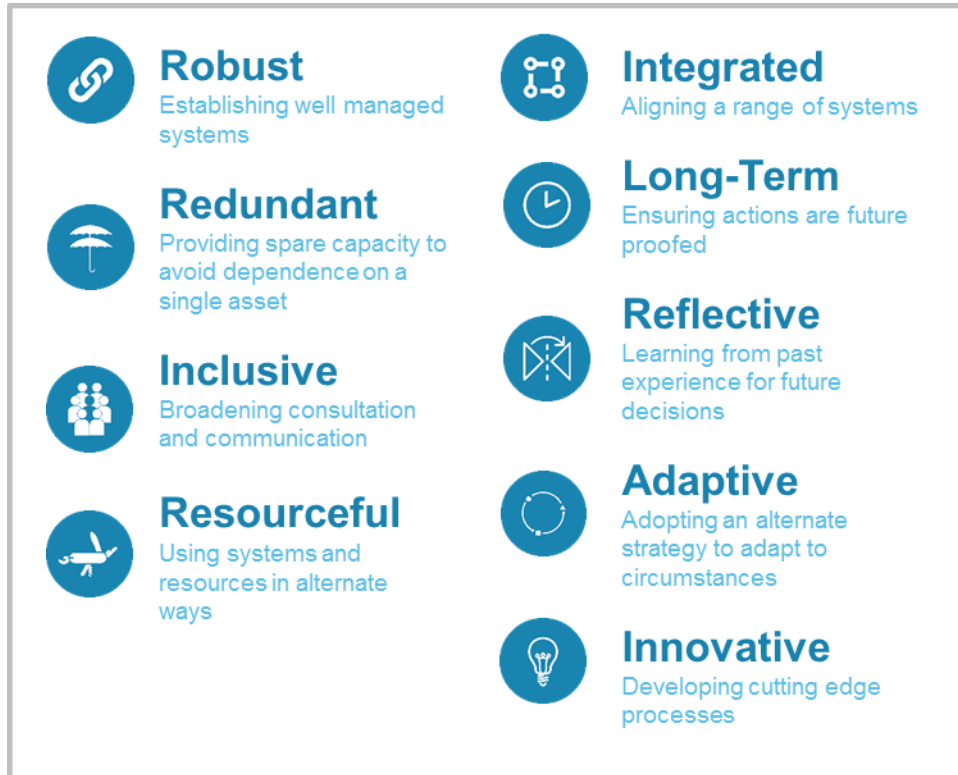 Robust
Establishing well managed
systems
Redundant
Providing spare capacity to
avoid dependence on a
single asset
Inclusive
Broadening consultation
and communication
Resourceful
Using systems and
resources in alternate
ways
Integrated
Aligning a range of systems
Long-Term
Ensuring actions are future
proofed
Reflective
Learning from past
experience for future
decisions
Adaptive
Adopting an alternate
strategy to adapt to
circumstances
Innovative
Developing cutting edge
processes